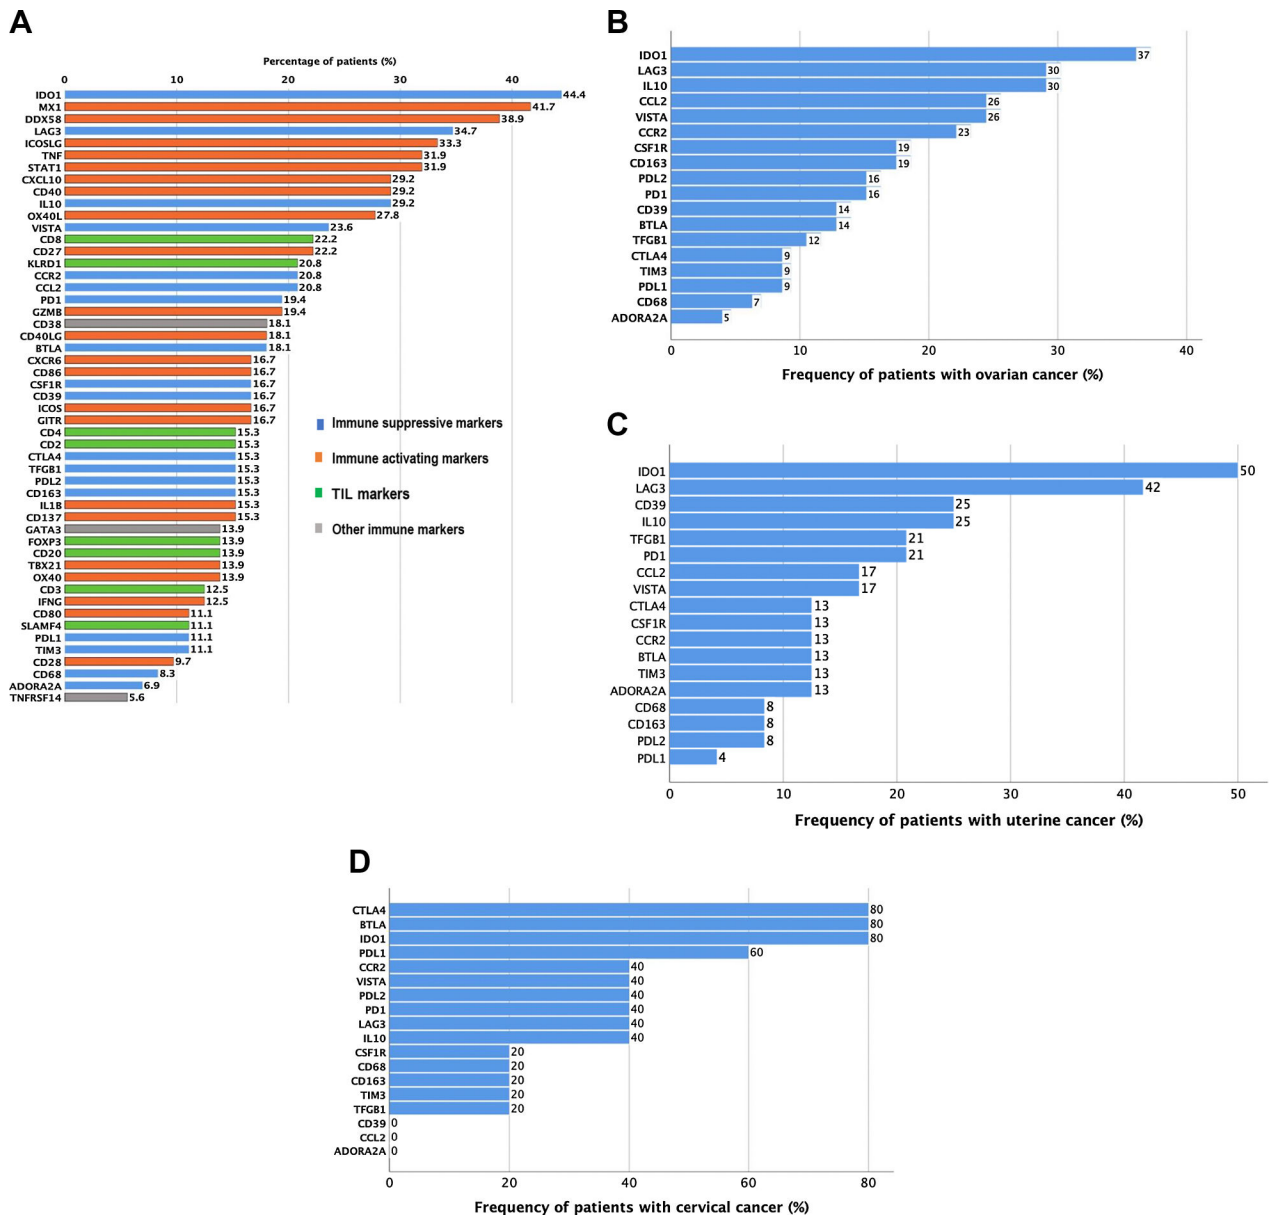 A
Percentage of patients (%)
0 10 20 30 40
IDO1 44.4
MX1 41.7
DDX58 38.9
LAG3 34.7
ICOSLG 33.3
TNF 31.9
STAT1 31.9
CXCL10 29.2
CD40 29.2
IL10 29.2
OX40L 27.8
VISTA 23.6
CD8 22.2
CD27 22.2
KLRD1 20.8
CCR2 20.8
CCL2 20.8
PD1 19.4
GZMB 19.4
CD38 18.1
CD40LG 18.1
BTLA 18.1
CXCR6 16.7
CD86 16.7
CSF1R 16.7
CD39 16.7
ICOS 16.7
GITR 16.7
CD4 15.3
CD2 15.3
CTLA4 15.3
TFGB1 15.3
PDL2 15.3
CD163 15.3
IL1B 15.3
CD137 15.3
GATA3 13.9
FOXP3 13.9
CD20 13.9
TBX21 13.9
OX40 13.9
CD3 12.5
IFNG 12.5
CD80 11.1
SLAMF4 11.1
PDL1 11.1
TIM3 11.1
CD28 9.7
CD68 8.3
ADORA2A 6.9
TNFRSF14 5.6
Immune suppressive markers
Immune activating markers
TIL markers
Other immune markers
B
IDO1 37
LAG3 30
IL10 30
CCL2 26
VISTA 26
CCR2 23
CSF1R 19
CD163 19
PDL2 16
PD1 16
CD39 14
BTLA 14
TFGB1 12
CTLA4 9
TIM3 9
PDL1 9
CD68 7
ADORA2A 5
0 10 20 30 40
Frequency of patients with ovarian cancer (%)
C
IDO1 50
LAG3 42
CD39 25
IL10 25
TFGB1 21
PD1 21
CCL2 17
VISTA 17
CTLA4 13
CSF1R 13
CCR2 13
BTLA 13
TIM3 13
ADORA2A 13
CD68 8
CD163 8
PDL2 8
PDL1 4
0 10 20 30 40 50
Frequency of patients with uterine cancer (%)
D
CTLA4 80
BTLA 80
IDO1 80
PDL1 60
CCR2 40
VISTA 40
PDL2 40
PD1 40
LAG3 40
IL10 40
CSF1R 20
CD68 20
CD163 20
TIM3 20
TFGB1 20
CD39 0
CCL2 0
ADORA2A 0
0 20 40 60 80
Frequency of patients with cervical cancer (%)